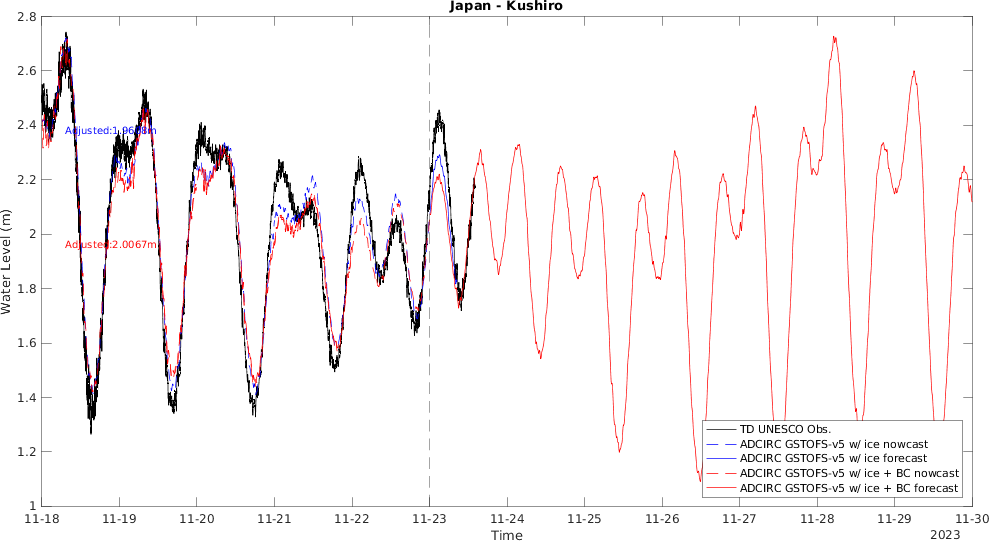 Japan - Kushiro
2.8
2.6
2.4
2.2
2
1.8
1.6
1.4
1.2
1
Water Level (m)
Adjusted:1.9628m
Adjusted:2.0067m
TD UNESCO Obs.
ADCIRC GSTOFS-v5 w/ ice nowcast
ADCIRC GSTOFS-v5 w/ ice forecast
ADCIRC GSTOFS-v5 w/ ice + BC nowcast
ADCIRC GSTOFS-v5 w/ ice + BC forecast
11-18 11-19 11-20 11-21 11-22 11-23 11-24 11-25 11-26 11-27 11-28 11-29 11-30
Time
2023